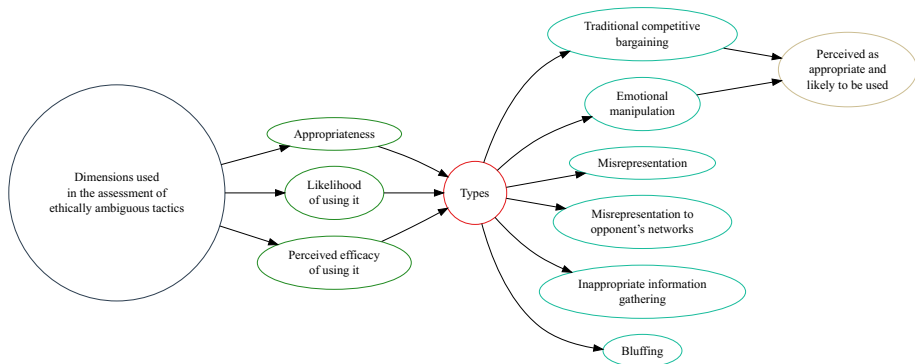 Dimensions used
in the assessment of
ethically ambiguous tactics
Appropriateness
Likelihood
of using it
Perceived efficacy
of using it
Types
Traditional competitive
bargaining
Emotional
manipulation
Misrepresentation
Misrepresentation to
opponent's networks
Inappropriate information
gathering
Bluffing
Perceived as
appropriate and
likely to be used